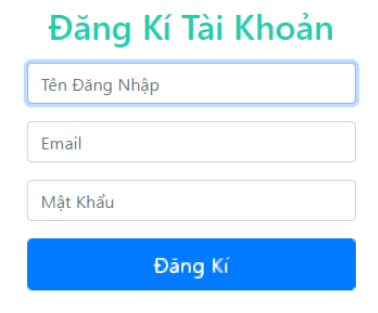 Đăng Kí Tài Khoản
Tên Đăng Nhập
Email
Mật Khẩu
Đăng Kí